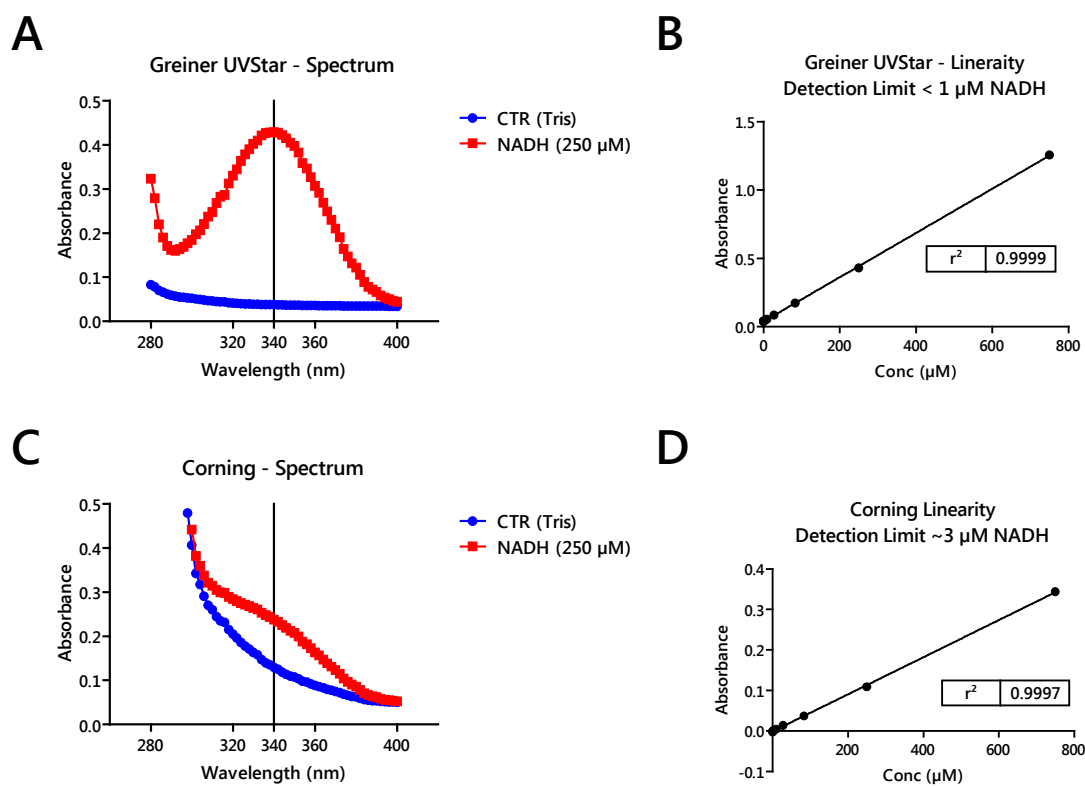 A
Greiner UVStar - Spectrum
Absorbance
0.5
0.4
0.3
0.2
0.1
0.0
280
320
340
360
400
Wavelength (nm)
CTR (Tris)
NADH (250 µM)
B
Greiner UVStar - Lineraity
Detection Limit < 1 µM NADH
Absorbance
1.5
1.0
0.5
0.0
0
200
400
600
800
Conc (µM)
r² 0.9999
C
Corning - Spectrum
Absorbance
0.5
0.4
0.3
0.2
0.1
0.0
280
320
340
360
400
Wavelength (nm)
CTR (Tris)
NADH (250 µM)
D
Corning Linearity
Detection Limit ~3 µM NADH
Absorbance
0.4
0.3
0.2
0.1
0.0
-0.1
200
400
600
800
Conc (µM)
r² 0.9997